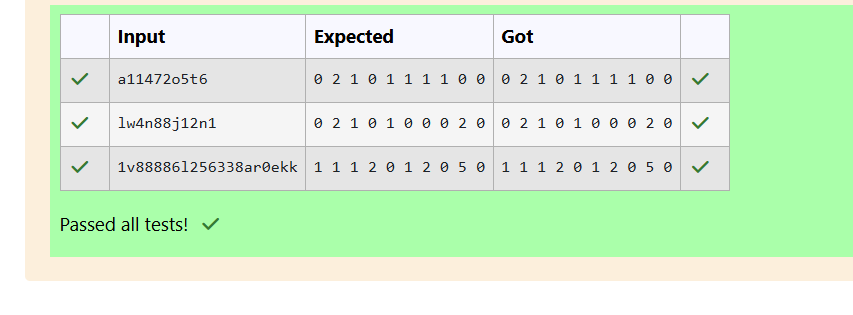 Input Expected Got
a11472o5t6 0 2 1 0 1 1 1 1 0 0 0 2 1 0 1 1 1 1 0 0
lw4n88j12n1 0 2 1 0 1 0 0 0 2 0 0 2 1 0 1 0 0 0 2 0
1v88886l256338ar0ekk 1 1 1 2 0 1 2 0 5 0 1 1 1 2 0 1 2 0 5 0
Passed all tests!